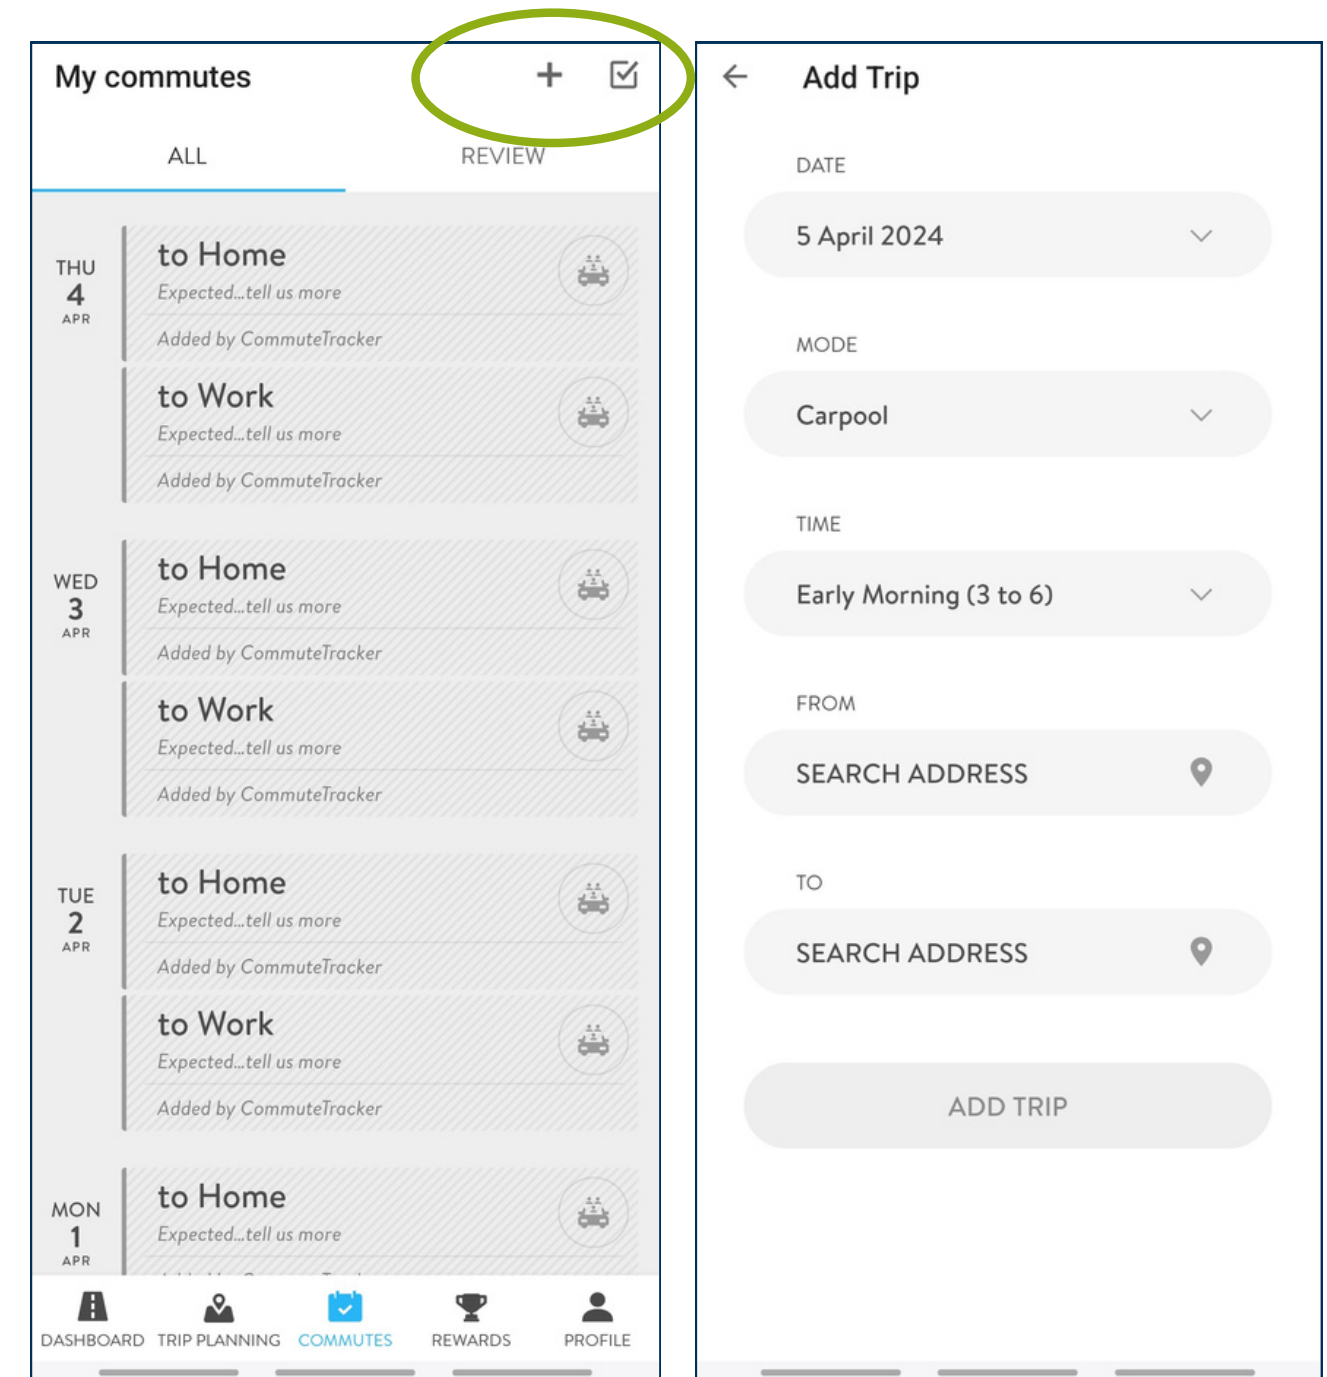 My commutes
ALL
REVIEW
THU
4
APR
to Home
Expected...tell us more
Added by CommuteTracker
to Work
Expected...tell us more
Added by CommuteTracker
WED
3
APR
to Home
Expected...tell us more
Added by CommuteTracker
to Work
Expected...tell us more
Added by CommuteTracker
TUE
2
APR
to Home
Expected...tell us more
Added by CommuteTracker
to Work
Expected...tell us more
Added by CommuteTracker
MON
1
APR
to Home
Expected...tell us more
DASHBOARD
TRIP PLANNING
COMMUTES
REWARDS
PROFILE
Add Trip
DATE
5 April 2024
MODE
Carpool
TIME
Early Morning (3 to 6)
FROM
SEARCH ADDRESS
TO
SEARCH ADDRESS
ADD TRIP